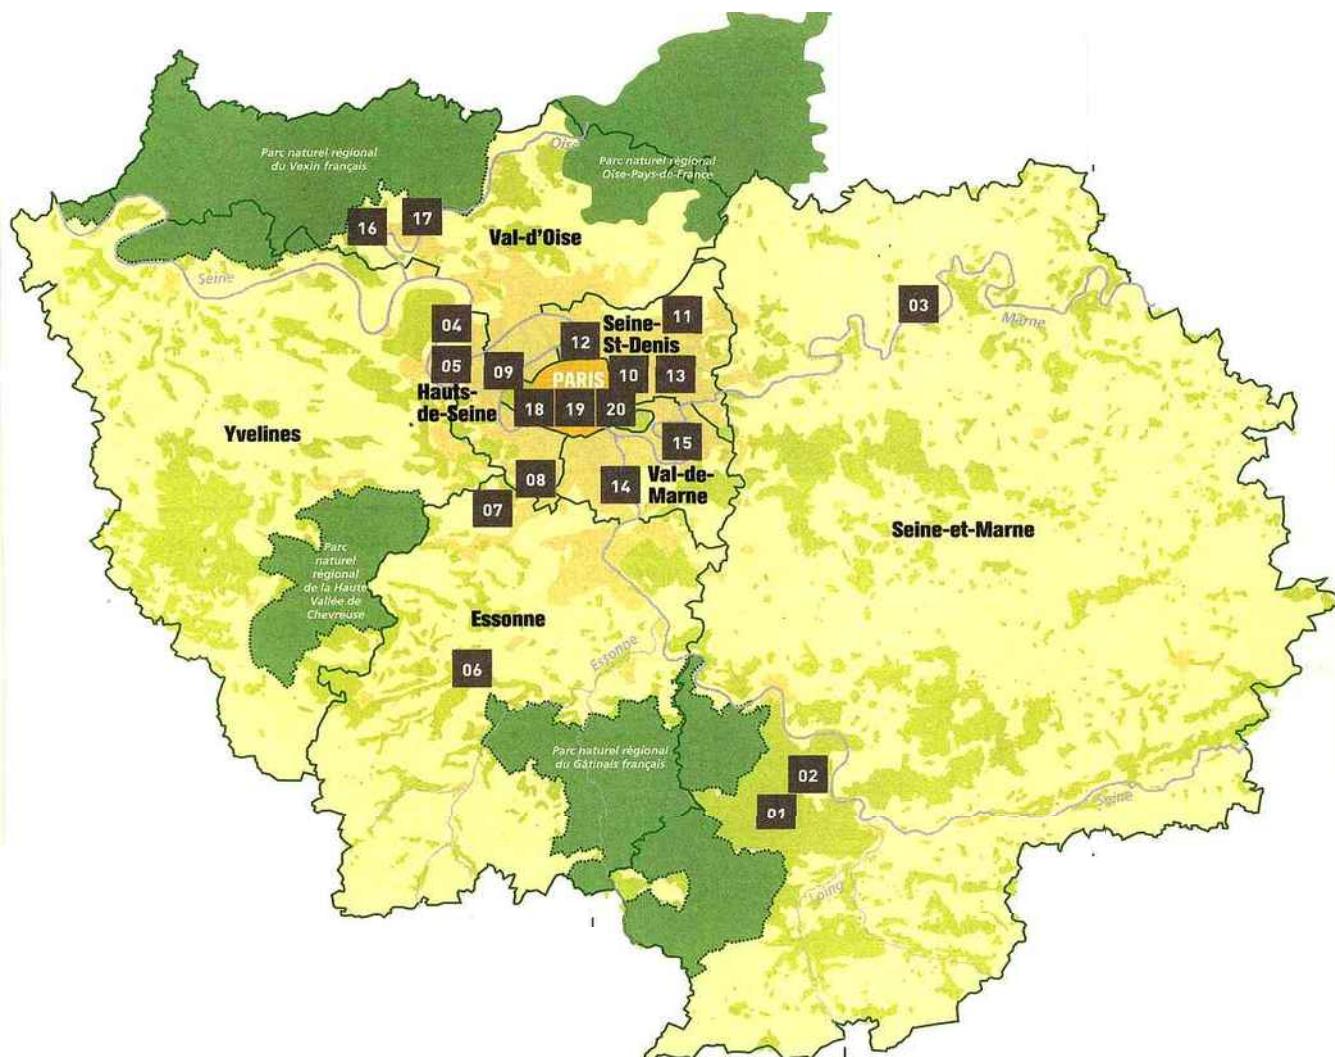 Oise
Parc naturel régional
du Vexin français
Parc naturel régional
Oise-Pays-de-France
16
17
Val-d'Oise
Seine
03
Marne
04
11
Seine-
St-Denis
12
05
09
PARIS
10
13
Hauts-
de-Seine
18
19
20
Yvelines
15
08
14
Val-de-
Marne
07
Seine-et-Marne
Parc
naturel
régional
de la Haute
Vallée de
Chevreuse
Essonne
Essonne
06
Parc naturel régional
du Gâtinais français
02
01
Seine
Loing